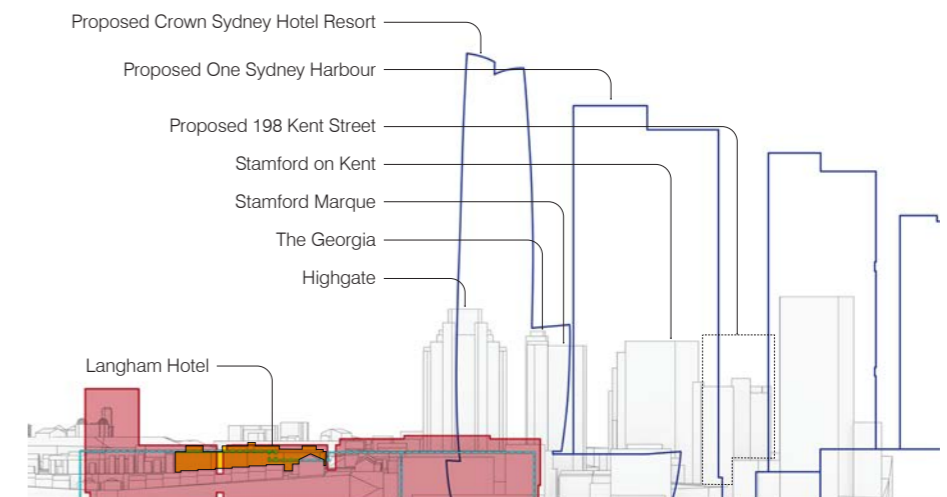 Proposed Crown Sydney Hotel Resort
Proposed One Sydney Harbour
Proposed 198 Kent Street
Stamford on Kent
Stamford Marque
The Georgia
Highgate
Langham Hotel